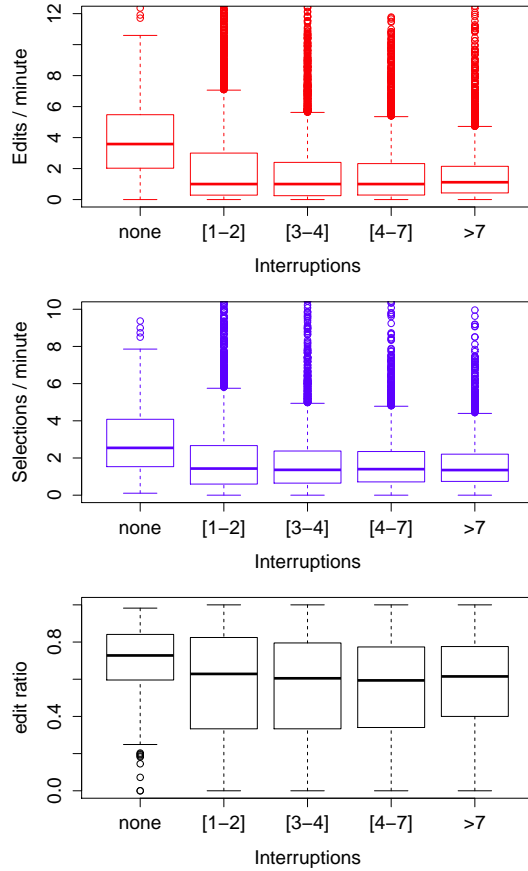 12
10
8
6
4
2
0
Edits / minute
none [1−2] [3−4] [4−7] >7
Interruptions
10
8
6
4
2
0
Selections / minute
none [1−2] [3−4] [4−7] >7
Interruptions
0.8
0.4
0.0
edit ratio
none [1−2] [3−4] [4−7] >7
Interruptions